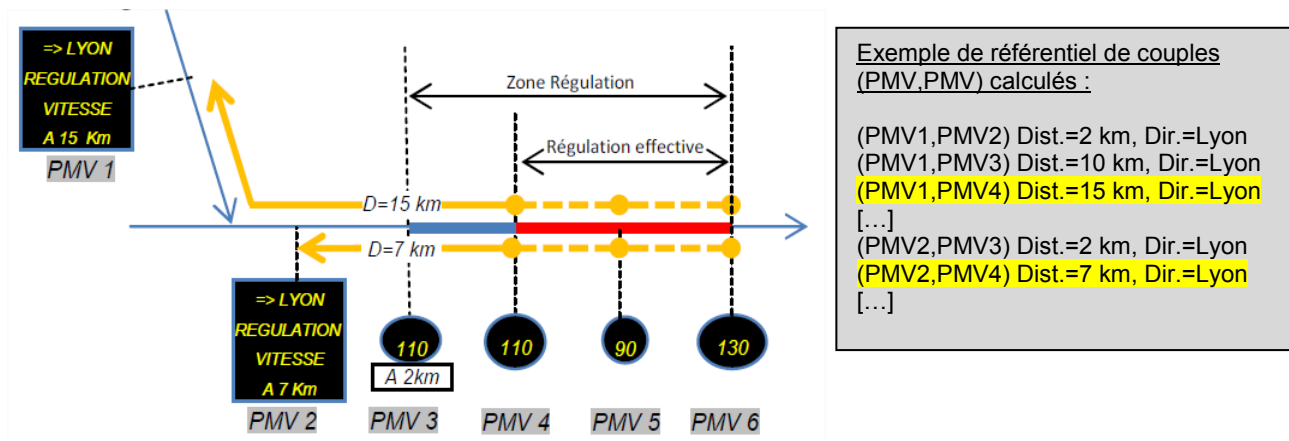 => LYON
REGULATION
VITESSE
A 15 Km
PMV 1
Zone Régulation
Régulation effective
D=15 km
D=7 km
=> LYON
REGULATION
VITESSE
A 7 Km
PMV 2
110
A 2km
PMV 3
110
PMV 4
90
PMV 5
130
PMV 6
Exemple de référentiel de couples
(PMV,PMV) calculés :
(PMV1,PMV2) Dist.=2 km, Dir.=Lyon
(PMV1,PMV3) Dist.=10 km, Dir.=Lyon
(PMV1,PMV4) Dist.=15 km, Dir.=Lyon
[…]
(PMV2,PMV3) Dist.=2 km, Dir.=Lyon
(PMV2,PMV4) Dist.=7 km, Dir.=Lyon
[…]